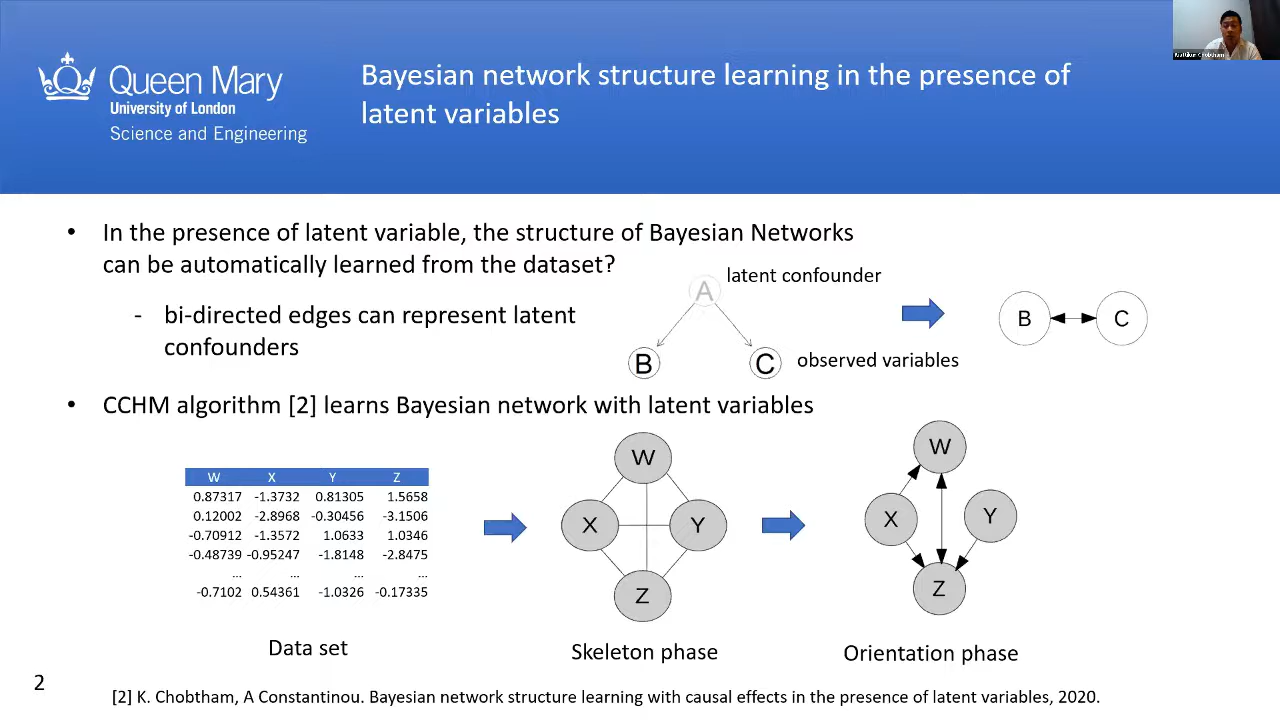 Queen Mary
University of London
Science and Engineering
Bayesian network structure learning in the presence of
latent variables
Chobtham
• In the presence of latent variable, the structure of Bayesian Networks
can be automatically learned from the dataset?
- bi-directed edges can represent latent
confounders
A
latent confounder
B
C
observed variables
B
C
• CCHM algorithm [2] learns Bayesian network with latent variables
W X Y Z
0.87317 -1.3732 0.81305 1.5658
0.12002 -2.8968 -0.30456 -3.1506
-0.70912 -1.3572 1.0633 1.0346
-0.48739 -0.95247 -1.8148 -2.8475
... ... ... ...
-0.7102 0.54361 -1.0326 -0.17335
Data set
W
X
Y
Z
Skeleton phase
W
X
Y
Z
Orientation phase
2
[2] K. Chobtham, A Constantinou. Bayesian network structure learning with causal effects in the presence of latent variables, 2020.